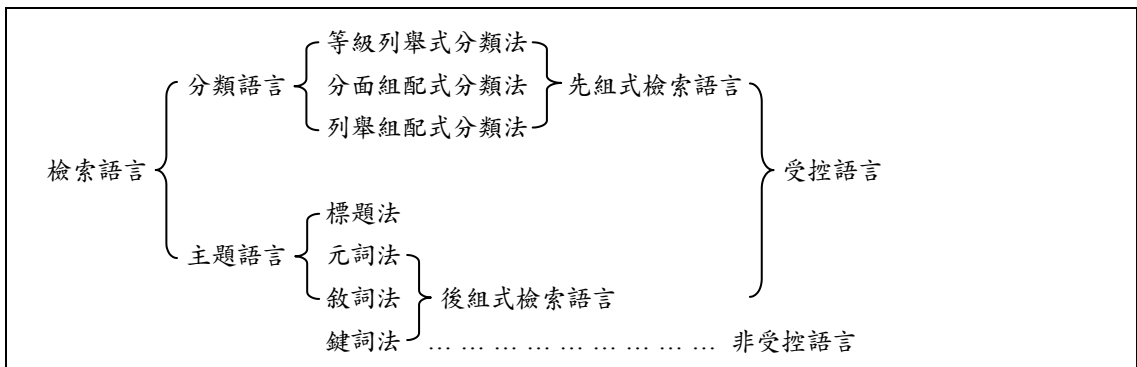 等級列舉式分類法
分類語言 分面組配式分類法 先組式檢索語言
列舉組配式分類法
檢索語言 受控語言
標題法
主題語言 元詞法
敘詞法 後組式檢索語言
鍵詞法 … … … … … … … … … … 非受控語言